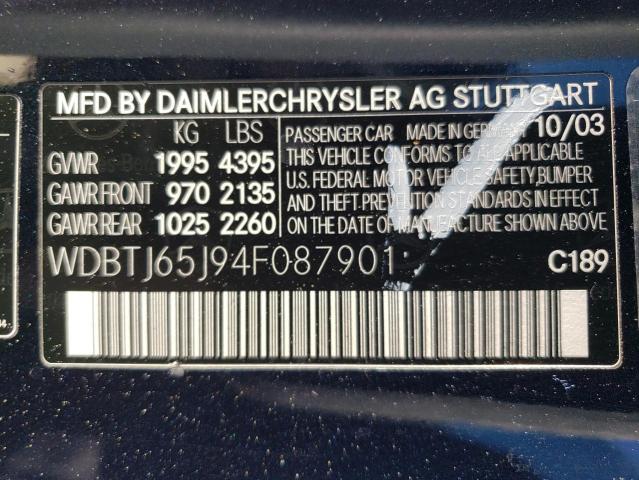 MFD BY DAIMLERCHRYSLER AG STUTTGART
KG LBS
GVWR 1995 4395
GAWR FRONT 970 2135
GAWR REAR 1025 2260
PASSENGER CAR MADE IN GERMANY 10/03
THIS VEHICLE CONFORMS TO ALL APPLICABLE
U.S. FEDERAL MOTOR VEHICLE SAFETY, BUMPER
AND THEFT PREVENTION STANDARDS IN EFFECT
ON THE DATE OF MANUFACTURE SHOWN ABOVE.
WDBTJ65J94F087901
C189